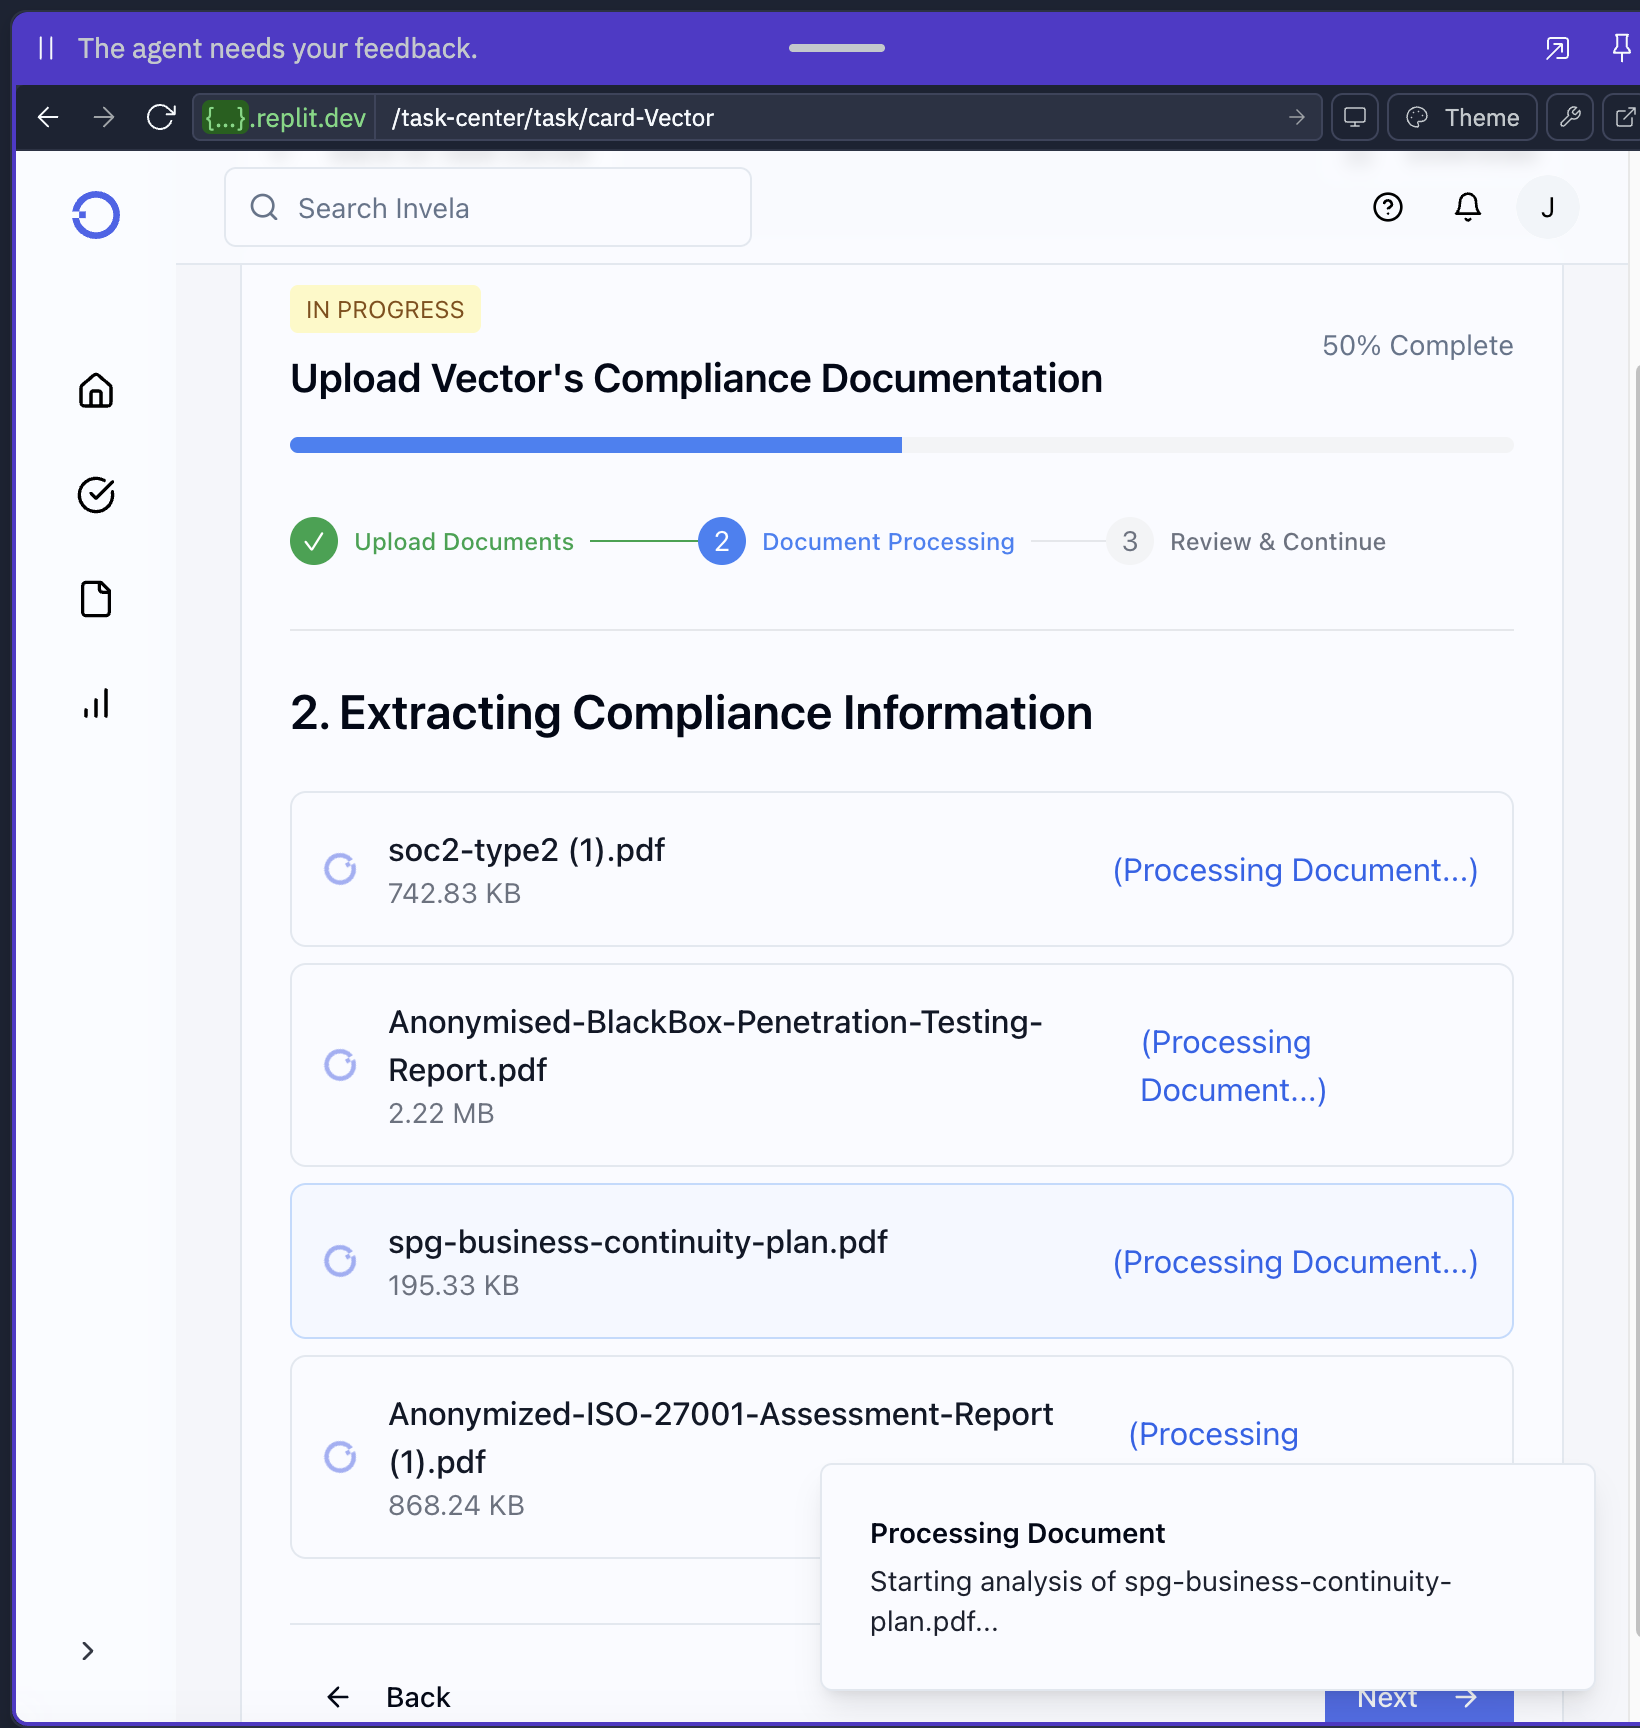 The agent needs your feedback.
{...}.replit.dev /task-center/task/card-Vector Theme
Search Invela
J
IN PROGRESS
50% Complete
Upload Vector's Compliance Documentation
Upload Documents 2 Document Processing 3 Review & Continue
2. Extracting Compliance Information
soc2-type2 (1).pdf
742.83 KB
(Processing Document...)
Anonymised-BlackBox-Penetration-Testing-
Report.pdf
2.22 MB
(Processing
Document...)
spg-business-continuity-plan.pdf
195.33 KB
(Processing Document...)
Anonymized-ISO-27001-Assessment-Report
(1).pdf
868.24 KB
(Processing
Processing Document
Starting analysis of spg-business-continuity-
plan.pdf...
Back
Next